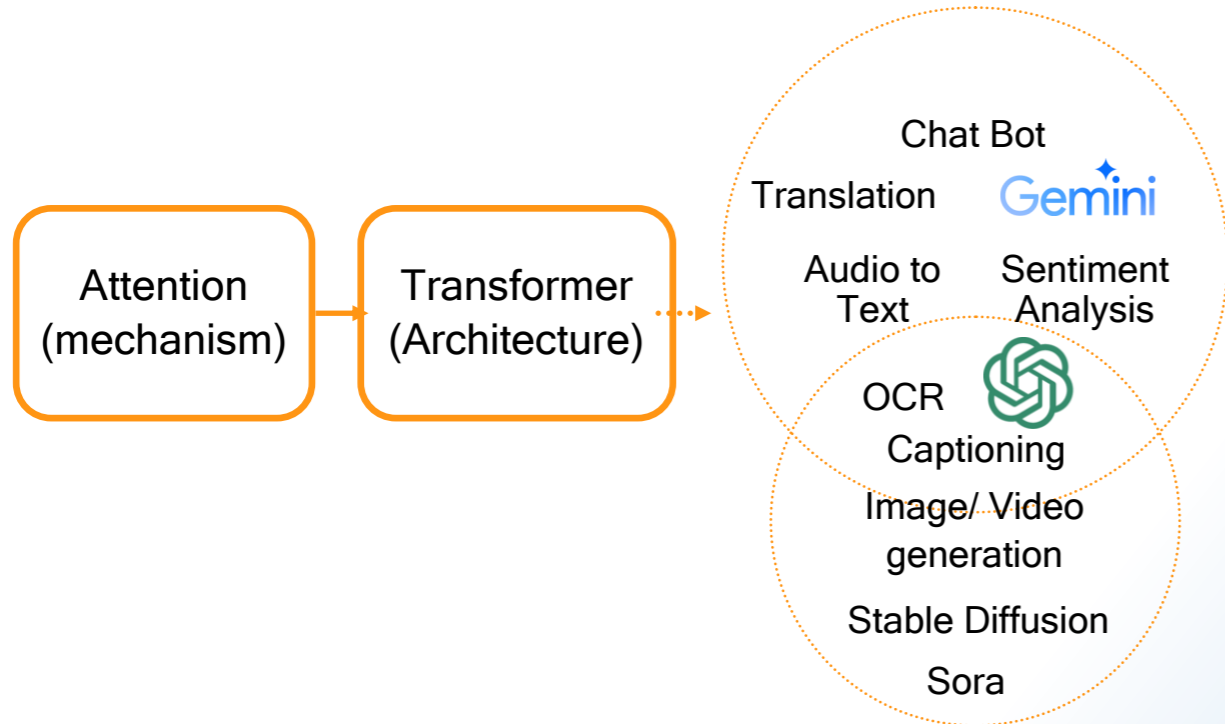 Attention
(mechanism)
Transformer
(Architecture)
Chat Bot
Translation
Gemini
Audio to
Text
Sentiment
Analysis
OCR
Captioning
Image/ Video
generation
Stable Diffusion
Sora